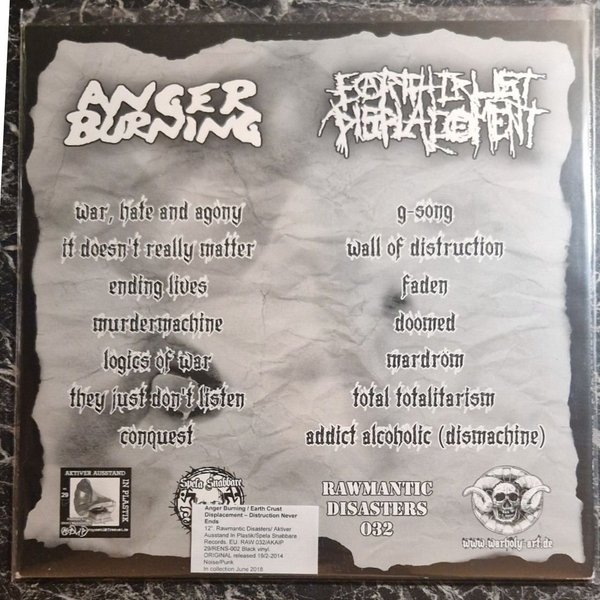 ANGER
BURNING
war, hate and agony
it doesn't really matter
ending lives
murdermachine
logics of war
they just don't listen
conquest
EARTH CRUST
DISPLACEMENT
g-song
wall of distruction
faden
doomed
mardröm
total totalitarism
addict alcoholic (dismachine)
AKTIVER AUSSTAND
IN PLASTIK
Spela Snabbare
Anger Burning / Earth Crust
Displacement – Distruction Never
Ends
12", Rawmantic Disasters/ Aktiver
Ausstand In Plastik/Spela Snabbare
Records. EU. RAW 032/AKAIP
29/RENS-002 Black vinyl.
ORIGINAL released 19/2-2014
Noise/Punk
In collection June 2018
RAWMANTIC
DISASTERS
032
www.warholy-art.de